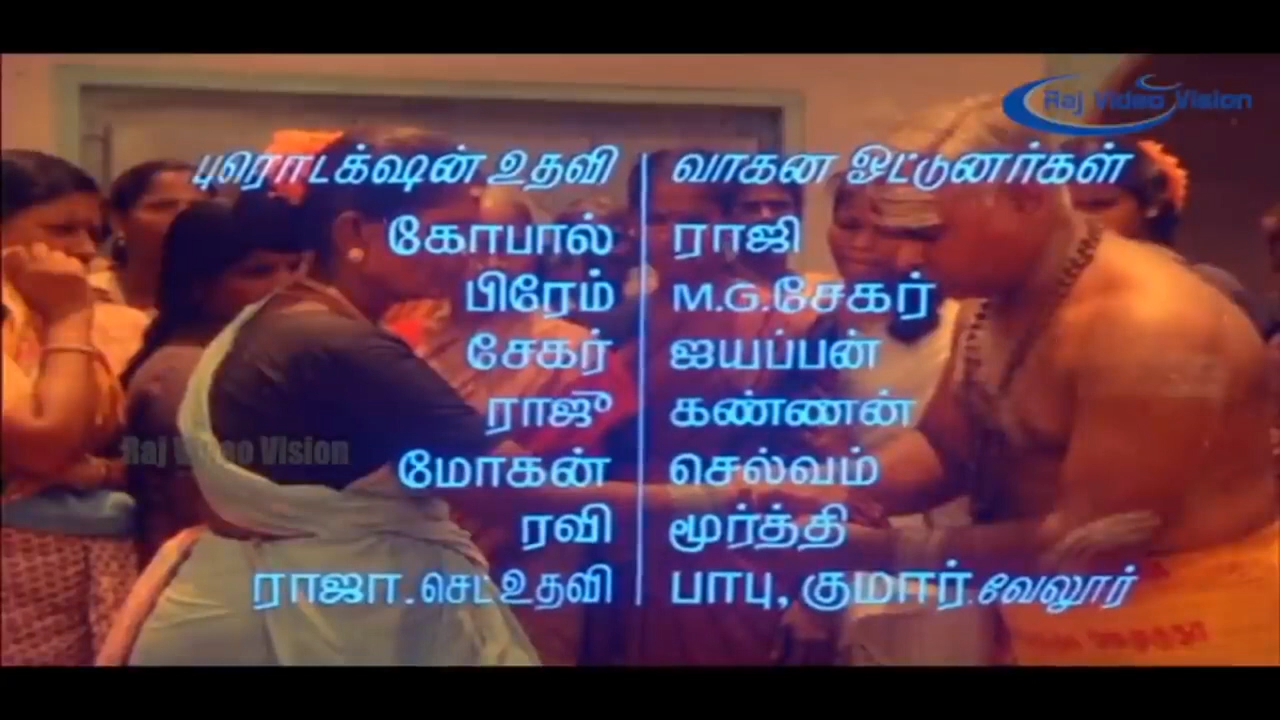 Raj Video Vision
புரொடக்‌ஷன் உதவி
வாகன ஓட்டுனர்கள்
கோபால்
ராஜி
பிரேம்
M.G.சேகர்
சேகர்
ஐயப்பன்
ராஜு
கண்ணன்
மோகன்
செல்வம்
ரவி
மூர்த்தி
ராஜா.செட்உதவி
பாபு, குமார்.வேலூர்
Raj Video Vision